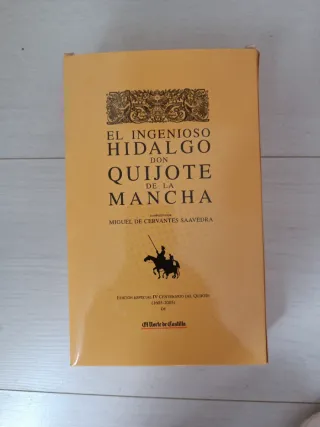 EL INGENIOSO
HIDALGO
DON
QUIJOTE
DE LA
MANCHA
MIGUEL DE CERVANTES SAAVEDRA
EDICIÓN ESPECIAL IV CENTENARIO DEL QUIJOTE
(1605-2005)
DE
El Norte de Castilla